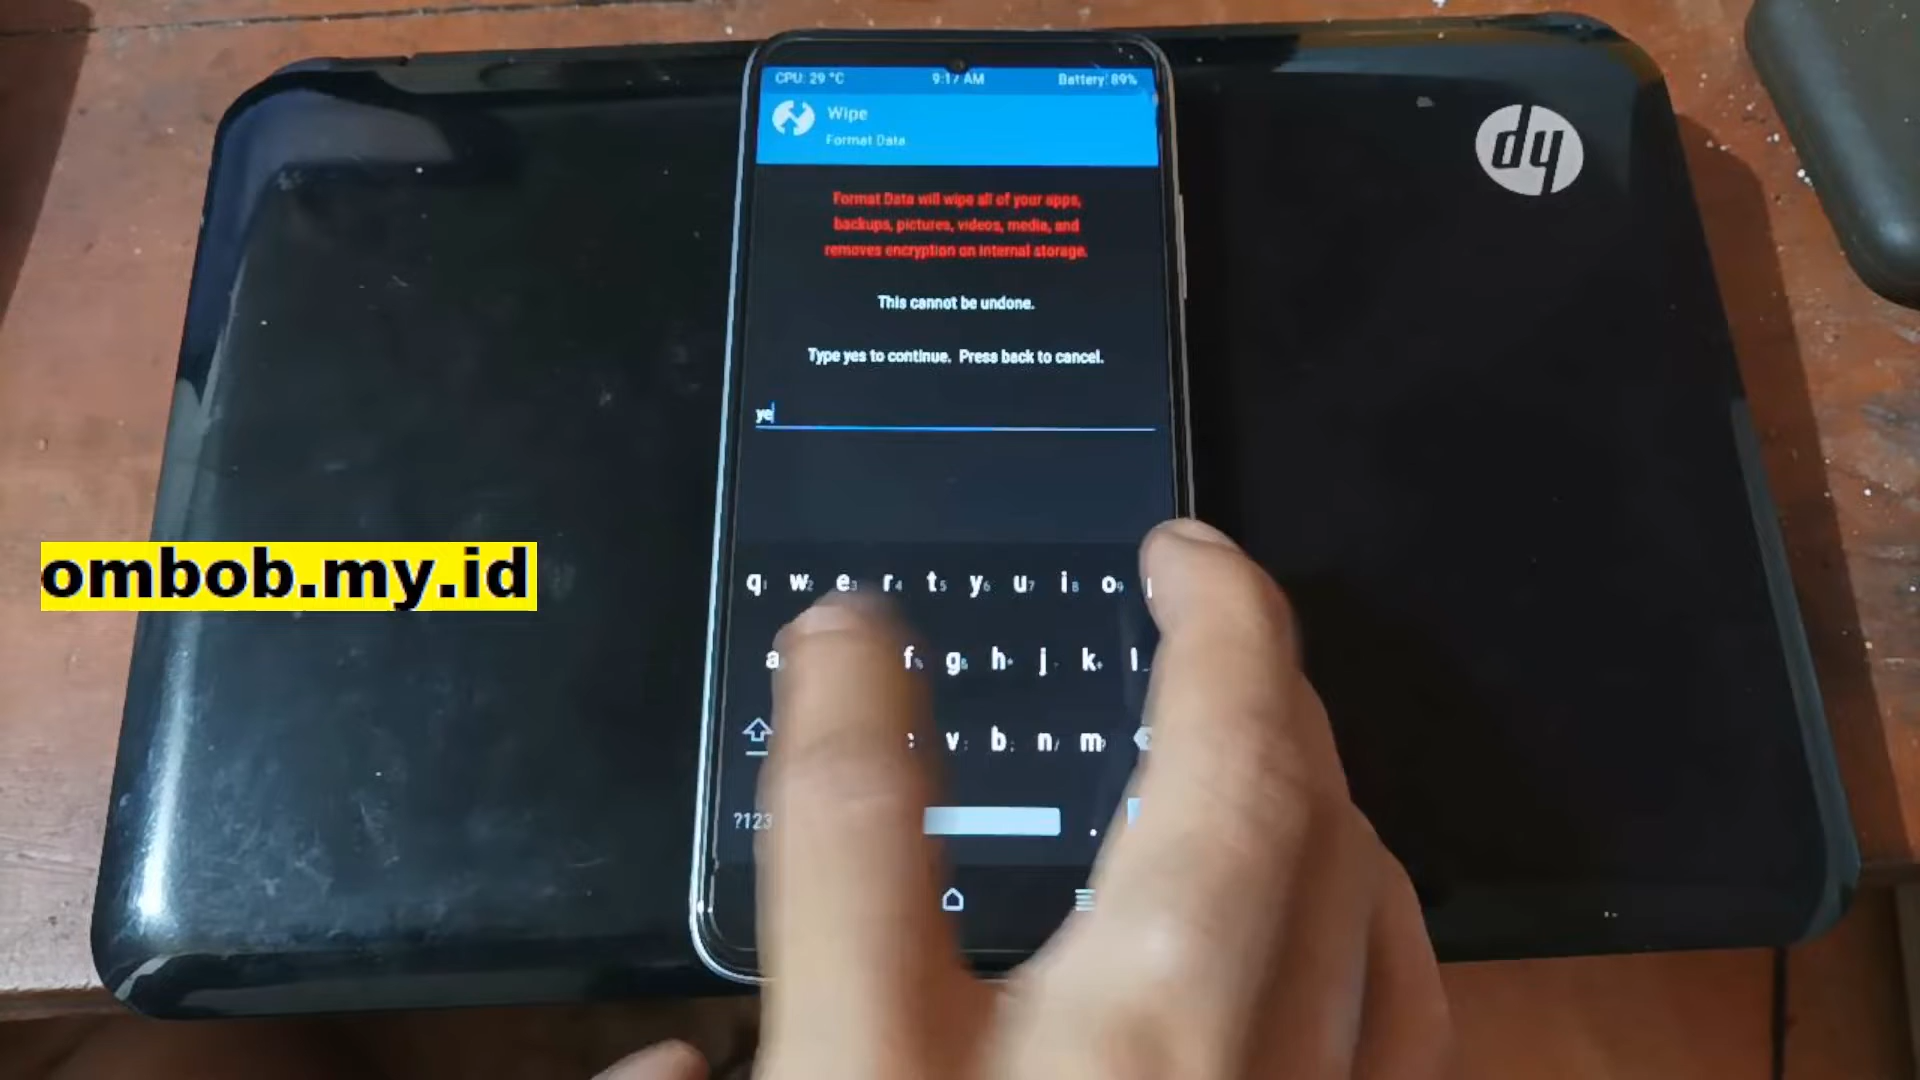 CPU: 29 °C 9:17 AM Battery: 89%
Wipe
Format Data
Format Data will wipe all of your apps,
backups, pictures, videos, media, and
removes encryption on internal storage.
This cannot be undone.
Type yes to continue. Press back to cancel.
ye
ombob.my.id
q w e r t y u i o
a f g h j k l
v b n m
?123 .
hp